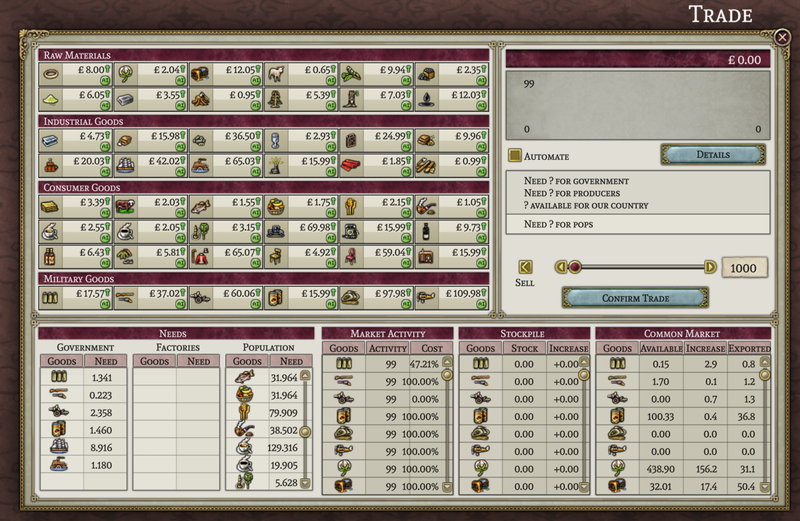 TRADE
RAW MATERIALS
£ 8.00 £ 2.04 £ 12.05 £ 0.65 £ 9.94 £ 2.35
£ 6.05 £ 3.55 £ 0.95 £ 5.39 £ 7.03 £ 12.03
INDUSTRIAL GOODS
£ 4.73 £ 15.98 £ 36.50 £ 2.93 £ 24.99 £ 9.96
£ 20.03 £ 42.02 £ 65.03 £ 15.99 £ 1.85 £ 0.99
CONSUMER GOODS
£ 3.39 £ 2.03 £ 1.55 £ 1.75 £ 2.15 £ 1.05
£ 2.55 £ 2.05 £ 3.15 £ 69.98 £ 15.99 £ 9.73
£ 6.43 £ 5.81 £ 65.07 £ 4.92 £ 59.04 £ 15.99
MILITARY GOODS
£ 17.57 £ 37.02 £ 60.06 £ 15.99 £ 97.98 £ 109.98
£ 0.00
99
0 0
AUTOMATE DETAILS
NEED ? FOR GOVERNMENT
NEED ? FOR PRODUCERS
? AVAILABLE FOR OUR COUNTRY
NEED ? FOR POPS
SELL 1000
CONFIRM TRADE
NEEDS
GOVERNMENT FACTORIES POPULATION
GOODS NEED GOODS NEED GOODS NEED
1.341 31.964
0.223 31.964
2.358 79.909
1.460 38.502
8.916 129.316
1.180 19.905
5.628
MARKET ACTIVITY
GOODS ACTIVITY COST
99 47.21%
99 100.00%
99 100.00%
99 100.00%
99 100.00%
99 100.00%
99 100.00%
99 100.00%
STOCKPILE
GOODS STOCK INCREASE
0.00 +0.00
0.00 +0.00
0.00 +0.00
0.00 +0.00
0.00 +0.00
0.00 +0.00
0.00 +0.00
0.00 +0.00
COMMON MARKET
GOODS AVAILABLE INCREASE EXPORTED
0.15 2.9 0.8
1.70 0.1 1.2
0.00 0.7 1.3
100.33 0.4 36.8
0.00 0.0 0.0
0.00 0.0 0.0
438.90 156.2 31.1
32.01 17.4 50.4